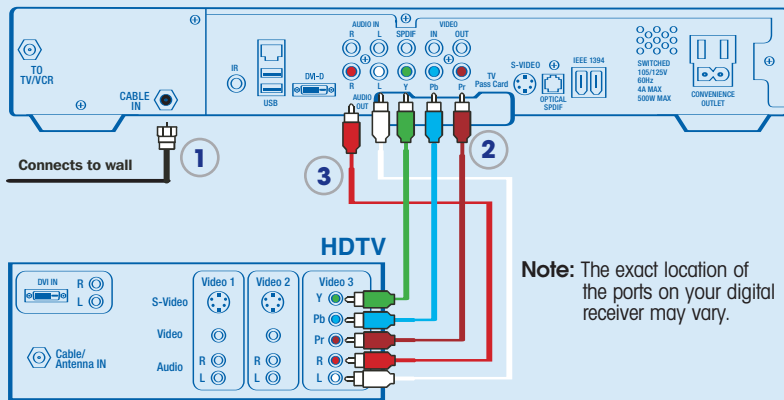 AUDIO IN
VIDEO
R L SPDIF IN OUT
TO
TV/VCR
CABLE
IN
IR
USB
DVI-D
R L Y Pb Pr
AUDIO
OUT
TV
Pass Card
S-VIDEO
OPTICAL
SPDIF
IEEE 1394
SWITCHED
105/125V
60Hz
4A MAX
500W MAX
CONVENIENCE
OUTLET
Connects to wall
1
2
3
HDTV
Note: The exact location of
the ports on your digital
receiver may vary.
DVI IN
R
L
Cable/
Antenna IN
S-Video
Video
Audio
Video 1
R
L
Video 2
R
L
Video 3
Y
Pb
Pr
R
L